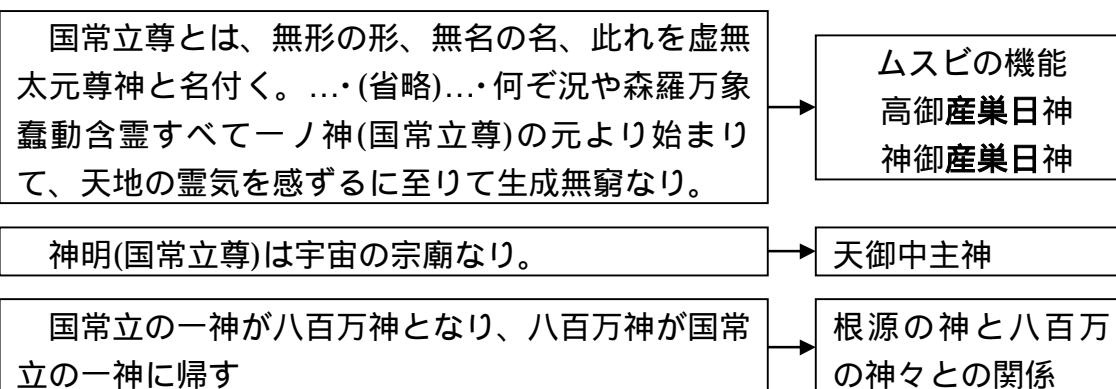 国常立尊とは、無形の形、無名の名、此れを虚無
太元尊神と名付く。…・(省略)…・何ぞ況や森羅万象
蠢動含霊すべて一ノ神(国常立尊)の元より始まり
て、天地の霊気を感ずるに至りて生成無窮なり。
ムスビの機能
高御産巣日神
神御産巣日神
神明(国常立尊)は宇宙の宗廟なり。
天御中主神
国常立の一神が八百万神となり、八百万神が国常
立の一神に帰す
根源の神と八百万
の神々との関係